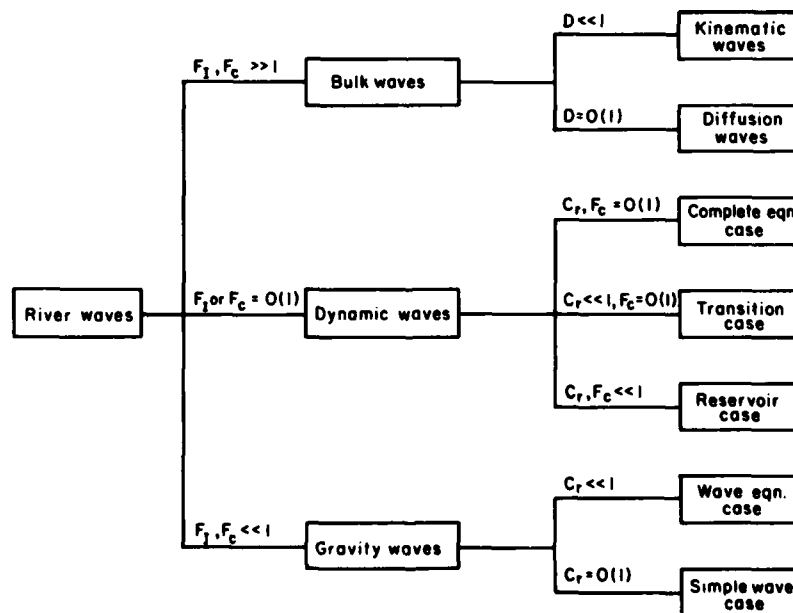 River waves
F_I, F_c >> 1
Bulk waves
D << 1
Kinematic
waves
D = O(1)
Diffusion
waves
F_I or F_c = O(1)
Dynamic waves
C_r, F_c = O(1)
Complete eqn
case
C_r << 1, F_c = O(1)
Transition
case
C_r, F_c << 1
Reservoir
case
F_I, F_c << 1
Gravity waves
C_r << 1
Wave eqn.
case
C_r = O(1)
Simple wave
case